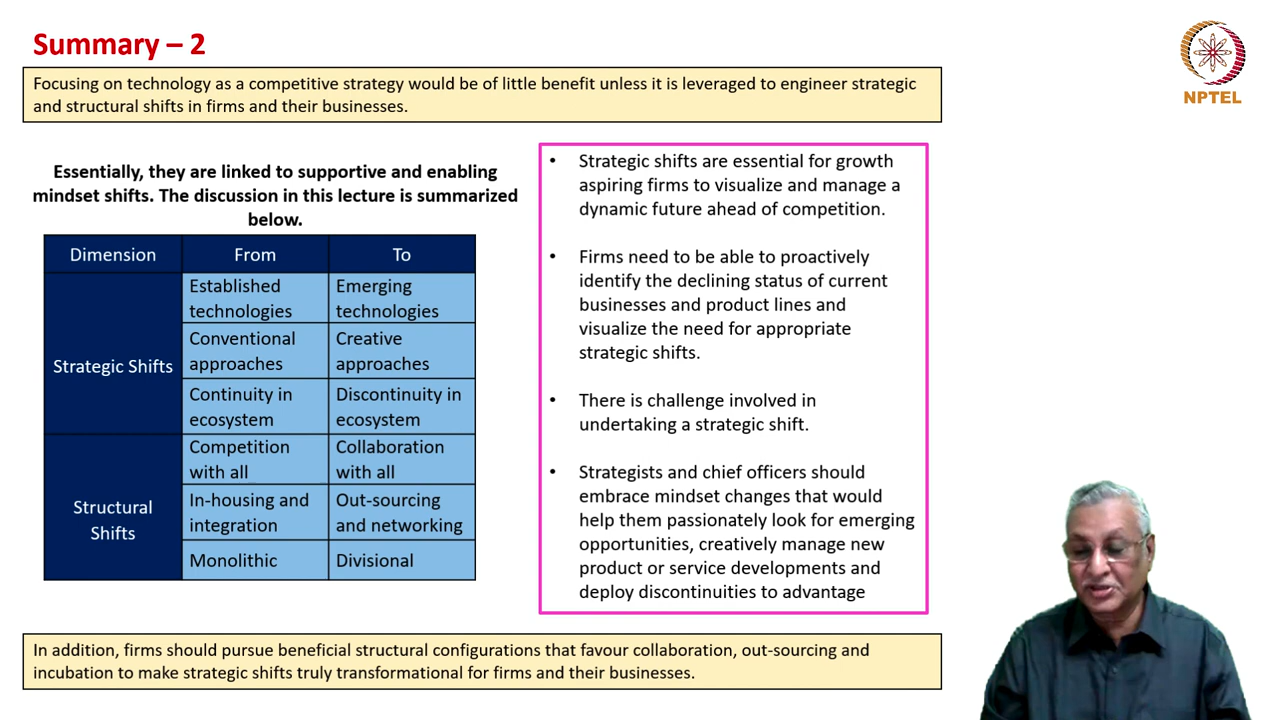 Summary – 2
NPTEL
Focusing on technology as a competitive strategy would be of little benefit unless it is leveraged to engineer strategic
and structural shifts in firms and their businesses.
Essentially, they are linked to supportive and enabling
mindset shifts. The discussion in this lecture is summarized
below.
Dimension From To
Strategic Shifts
Established
technologies
Emerging
technologies
Conventional
approaches
Creative
approaches
Continuity in
ecosystem
Discontinuity in
ecosystem
Structural
Shifts
Competition
with all
Collaboration
with all
In-housing and
integration
Out-sourcing
and networking
Monolithic
Divisional
• Strategic shifts are essential for growth
aspiring firms to visualize and manage a
dynamic future ahead of competition.
• Firms need to be able to proactively
identify the declining status of current
businesses and product lines and
visualize the need for appropriate
strategic shifts.
• There is challenge involved in
undertaking a strategic shift.
• Strategists and chief officers should
embrace mindset changes that would
help them passionately look for emerging
opportunities, creatively manage new
product or service developments and
deploy discontinuities to advantage
In addition, firms should pursue beneficial structural configurations that favour collaboration, out-sourcing and
incubation to make strategic shifts truly transformational for firms and their businesses.